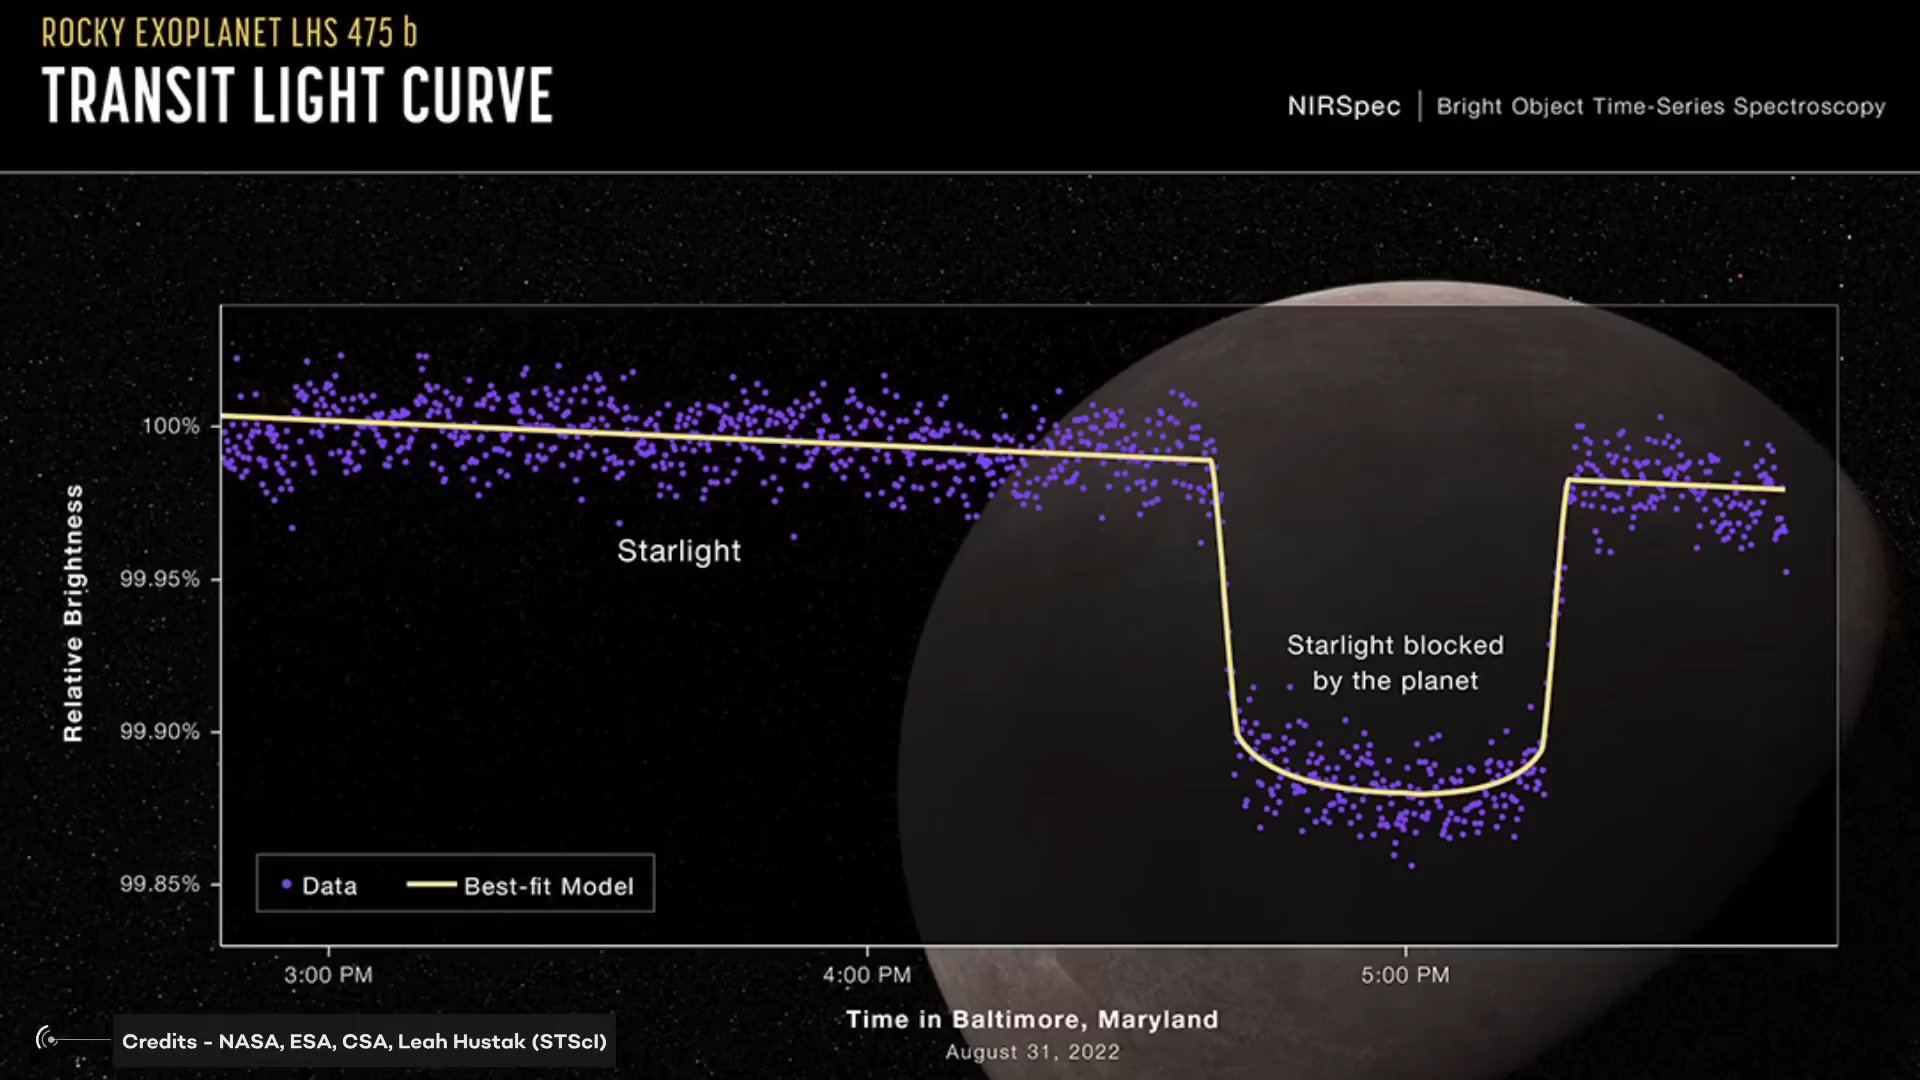 ROCKY EXOPLANET LHS 475 b
TRANSIT LIGHT CURVE
NIRSpec | Bright Object Time-Series Spectroscopy
Relative Brightness
100%
99.95%
99.90%
99.85%
Starlight
Starlight blocked
by the planet
Data
Best-fit Model
3:00 PM
4:00 PM
5:00 PM
Time in Baltimore, Maryland
August 31, 2022
Credits - NASA, ESA, CSA, Leah Hustak (STScI)